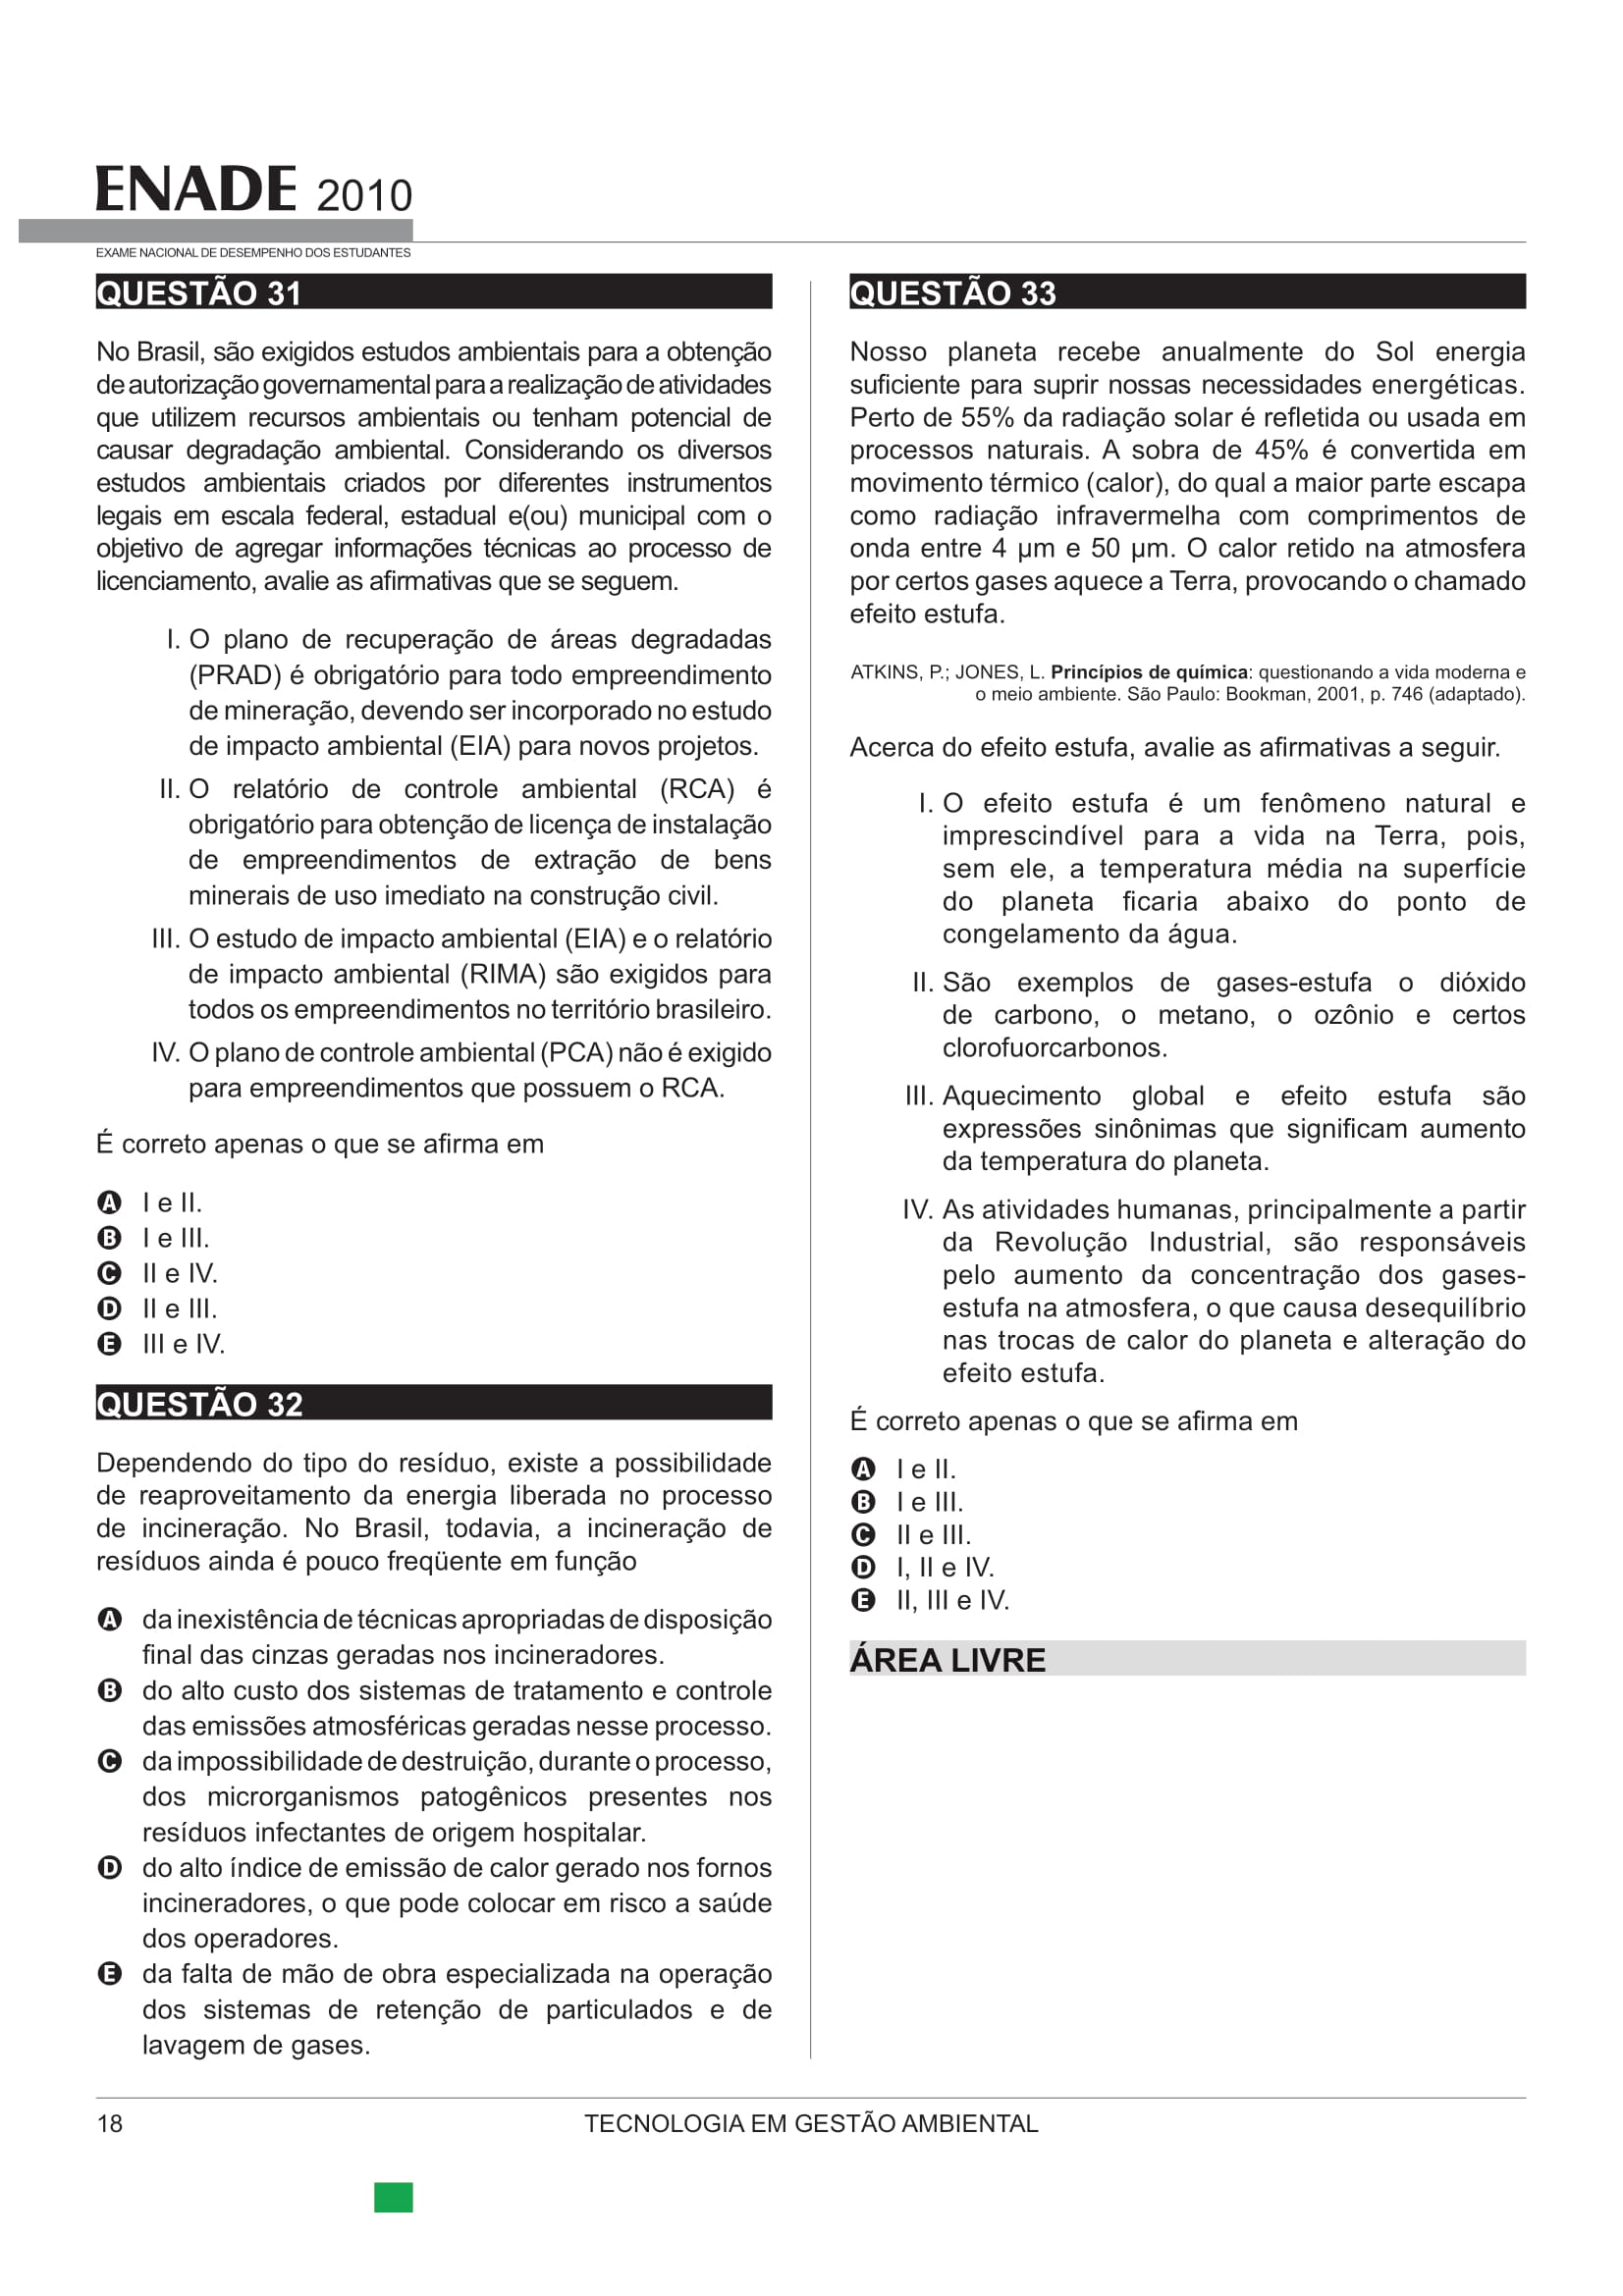 ENADE 2010
EXAME NACIONAL DE DESEMPENHO DOS ESTUDANTES
QUESTÃO 31
No Brasil, são exigidos estudos ambientais para a obtenção
de autorização governamental para a realização de atividades
que utilizem recursos ambientais ou tenham potencial de
causar degradação ambiental. Considerando os diversos
estudos ambientais criados por diferentes instrumentos
legais em escala federal, estadual e(ou) municipal com o
objetivo de agregar informações técnicas ao processo de
licenciamento, avalie as afirmativas que se seguem.
I. O plano de recuperação de áreas degradadas
(PRAD) é obrigatório para todo empreendimento
de mineração, devendo ser incorporado no estudo
de impacto ambiental (EIA) para novos projetos.
II. O relatório de controle ambiental (RCA) é
obrigatório para obtenção de licença de instalação
de empreendimentos de extração de bens
minerais de uso imediato na construção civil.
III. O estudo de impacto ambiental (EIA) e o relatório
de impacto ambiental (RIMA) são exigidos para
todos os empreendimentos no território brasileiro.
IV. O plano de controle ambiental (PCA) não é exigido
para empreendimentos que possuem o RCA.
É correto apenas o que se afirma em
A I e II.
B I e III.
C II e IV.
D II e III.
E III e IV.
QUESTÃO 32
Dependendo do tipo do resíduo, existe a possibilidade
de reaproveitamento da energia liberada no processo
de incineração. No Brasil, todavia, a incineração de
resíduos ainda é pouco freqüente em função
A da inexistência de técnicas apropriadas de disposição
final das cinzas geradas nos incineradores.
B do alto custo dos sistemas de tratamento e controle
das emissões atmosféricas geradas nesse processo.
C da impossibilidade de destruição, durante o processo,
dos microrganismos patogênicos presentes nos
resíduos infectantes de origem hospitalar.
D do alto índice de emissão de calor gerado nos fornos
incineradores, o que pode colocar em risco a saúde
dos operadores.
E da falta de mão de obra especializada na operação
dos sistemas de retenção de particulados e de
lavagem de gases.
QUESTÃO 33
Nosso planeta recebe anualmente do Sol energia
suficiente para suprir nossas necessidades energéticas.
Perto de 55% da radiação solar é refletida ou usada em
processos naturais. A sobra de 45% é convertida em
movimento térmico (calor), do qual a maior parte escapa
como radiação infravermelha com comprimentos de
onda entre 4 μm e 50 μm. O calor retido na atmosfera
por certos gases aquece a Terra, provocando o chamado
efeito estufa.
ATKINS, P.; JONES, L. Princípios de química: questionando a vida moderna e
o meio ambiente. São Paulo: Bookman, 2001, p. 746 (adaptado).
Acerca do efeito estufa, avalie as afirmativas a seguir.
I. O efeito estufa é um fenômeno natural e
imprescindível para a vida na Terra, pois,
sem ele, a temperatura média na superfície
do planeta ficaria abaixo do ponto de
congelamento da água.
II. São exemplos de gases-estufa o dióxido
de carbono, o metano, o ozônio e certos
clorofuorcarbonos.
III. Aquecimento global e efeito estufa são
expressões sinônimas que significam aumento
da temperatura do planeta.
IV. As atividades humanas, principalmente a partir
da Revolução Industrial, são responsáveis
pelo aumento da concentração dos gases-
estufa na atmosfera, o que causa desequilíbrio
nas trocas de calor do planeta e alteração do
efeito estufa.
É correto apenas o que se afirma em
A I e II.
B I e III.
C II e III.
D I, II e IV.
E II, III e IV.
ÁREA LIVRE
18
TECNOLOGIA EM GESTÃO AMBIENTAL